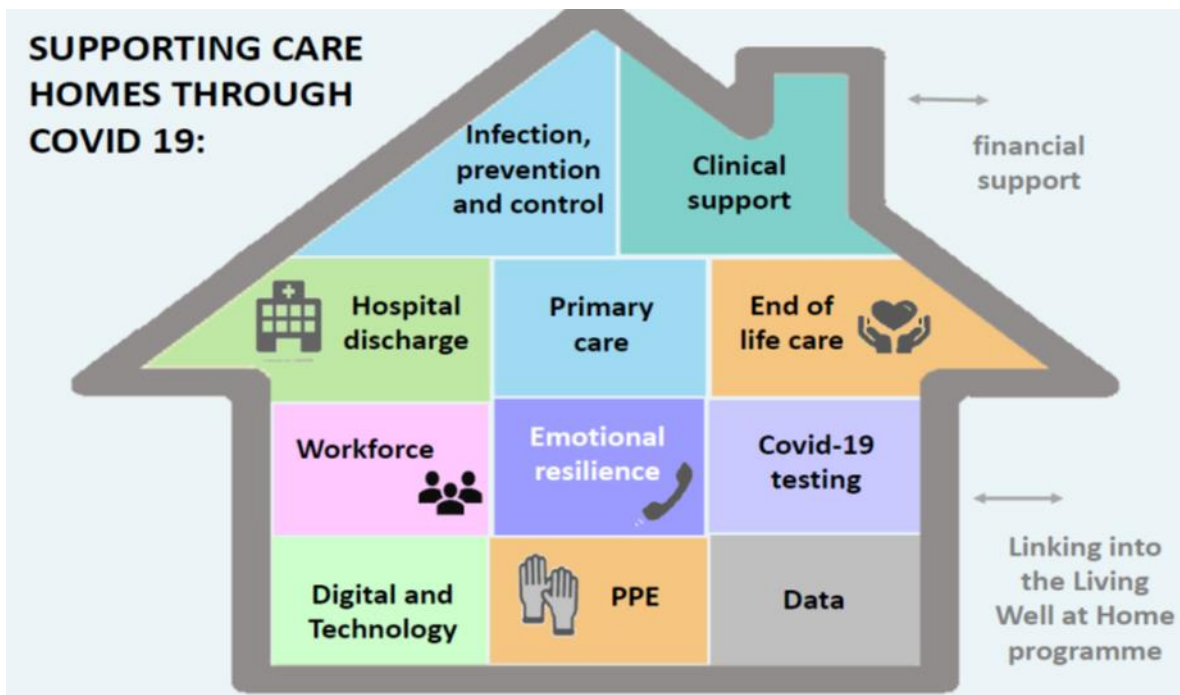 SUPPORTING CARE
HOMES THROUGH
COVID 19:
Infection,
prevention
and control
Clinical
support
financial
support
Hospital
discharge
Primary
care
End of
life care
Workforce
Emotional
resilience
Covid-19
testing
Digital and
Technology
PPE
Data
Linking into
the Living
Well at Home
programme